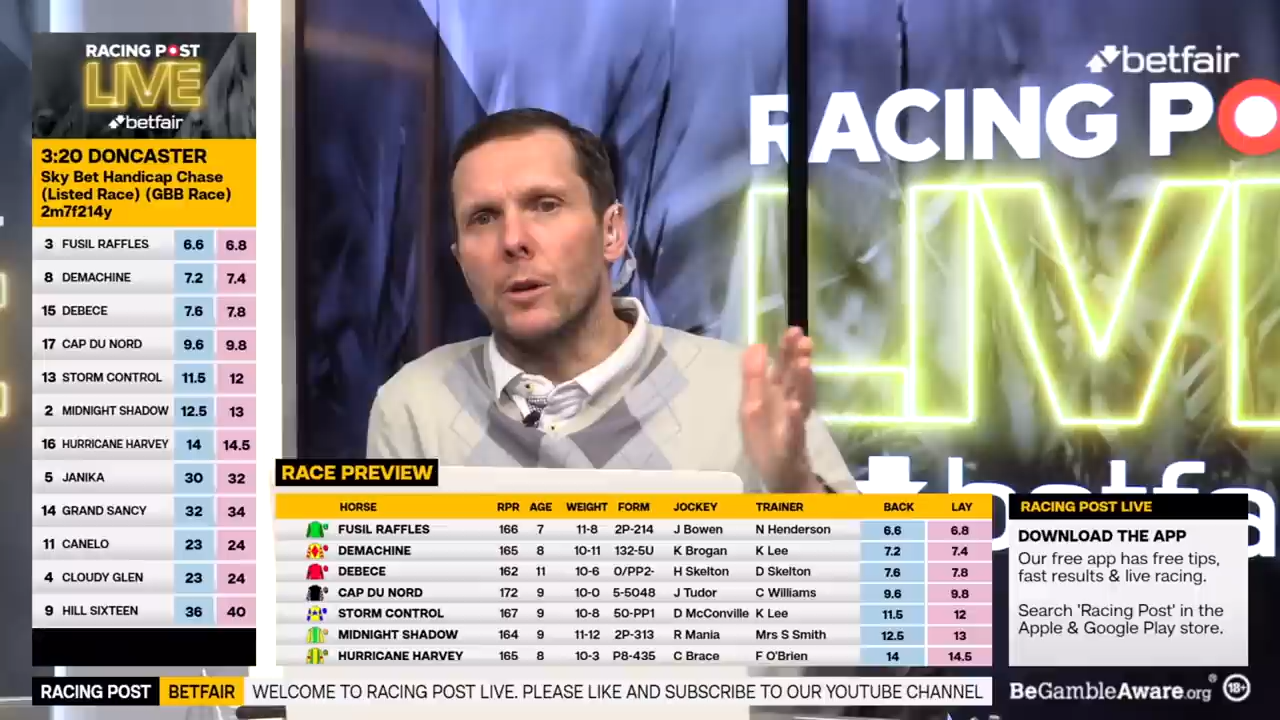 RACING POST
LIVE
betfair
3:20 DONCASTER
Sky Bet Handicap Chase
(Listed Race) (GBB Race)
2m7f214y
3 FUSIL RAFFLES 6.6 6.8
8 DEMACHINE 7.2 7.4
15 DEBECE 7.6 7.8
17 CAP DU NORD 9.6 9.8
13 STORM CONTROL 11.5 12
2 MIDNIGHT SHADOW 12.5 13
16 HURRICANE HARVEY 14 14.5
5 JANIKA 30 32
14 GRAND SANCY 32 34
11 CANELO 23 24
4 CLOUDY GLEN 23 24
9 HILL SIXTEEN 36 40
betfair
RACING PO
LIV
betfa
RACE PREVIEW
HORSE RPR AGE WEIGHT FORM JOCKEY TRAINER BACK LAY
FUSIL RAFFLES 166 7 11-8 2P-214 J Bowen N Henderson 6.6 6.8
DEMACHINE 165 8 10-11 132-5U K Brogan K Lee 7.2 7.4
DEBECE 162 11 10-6 0/PP2- H Skelton D Skelton 7.6 7.8
CAP DU NORD 172 9 10-0 5-5048 J Tudor C Williams 9.6 9.8
STORM CONTROL 167 9 10-8 50-PP1 D McConville K Lee 11.5 12
MIDNIGHT SHADOW 164 9 11-12 2P-313 R Mania Mrs S Smith 12.5 13
HURRICANE HARVEY 165 8 10-3 P8-435 C Brace F O'Brien 14 14.5
RACING POST LIVE
DOWNLOAD THE APP
Our free app has free tips,
fast results & live racing.
Search 'Racing Post' in the
Apple & Google Play store.
RACING POST BETFAIR WELCOME TO RACING POST LIVE. PLEASE LIKE AND SUBSCRIBE TO OUR YOUTUBE CHANNEL
BeGambleAware.org® 18+